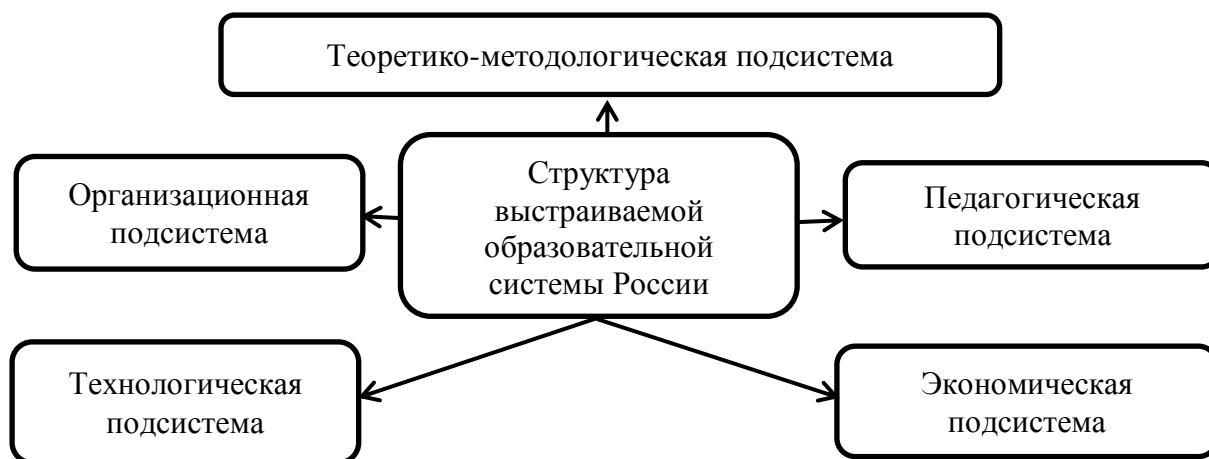 Теоретико-методологическая подсистема
Организационная
подсистема
Структура
выстраиваемой
образовательной
системы России
Педагогическая
подсистема
Технологическая
подсистема
Экономическая
подсистема